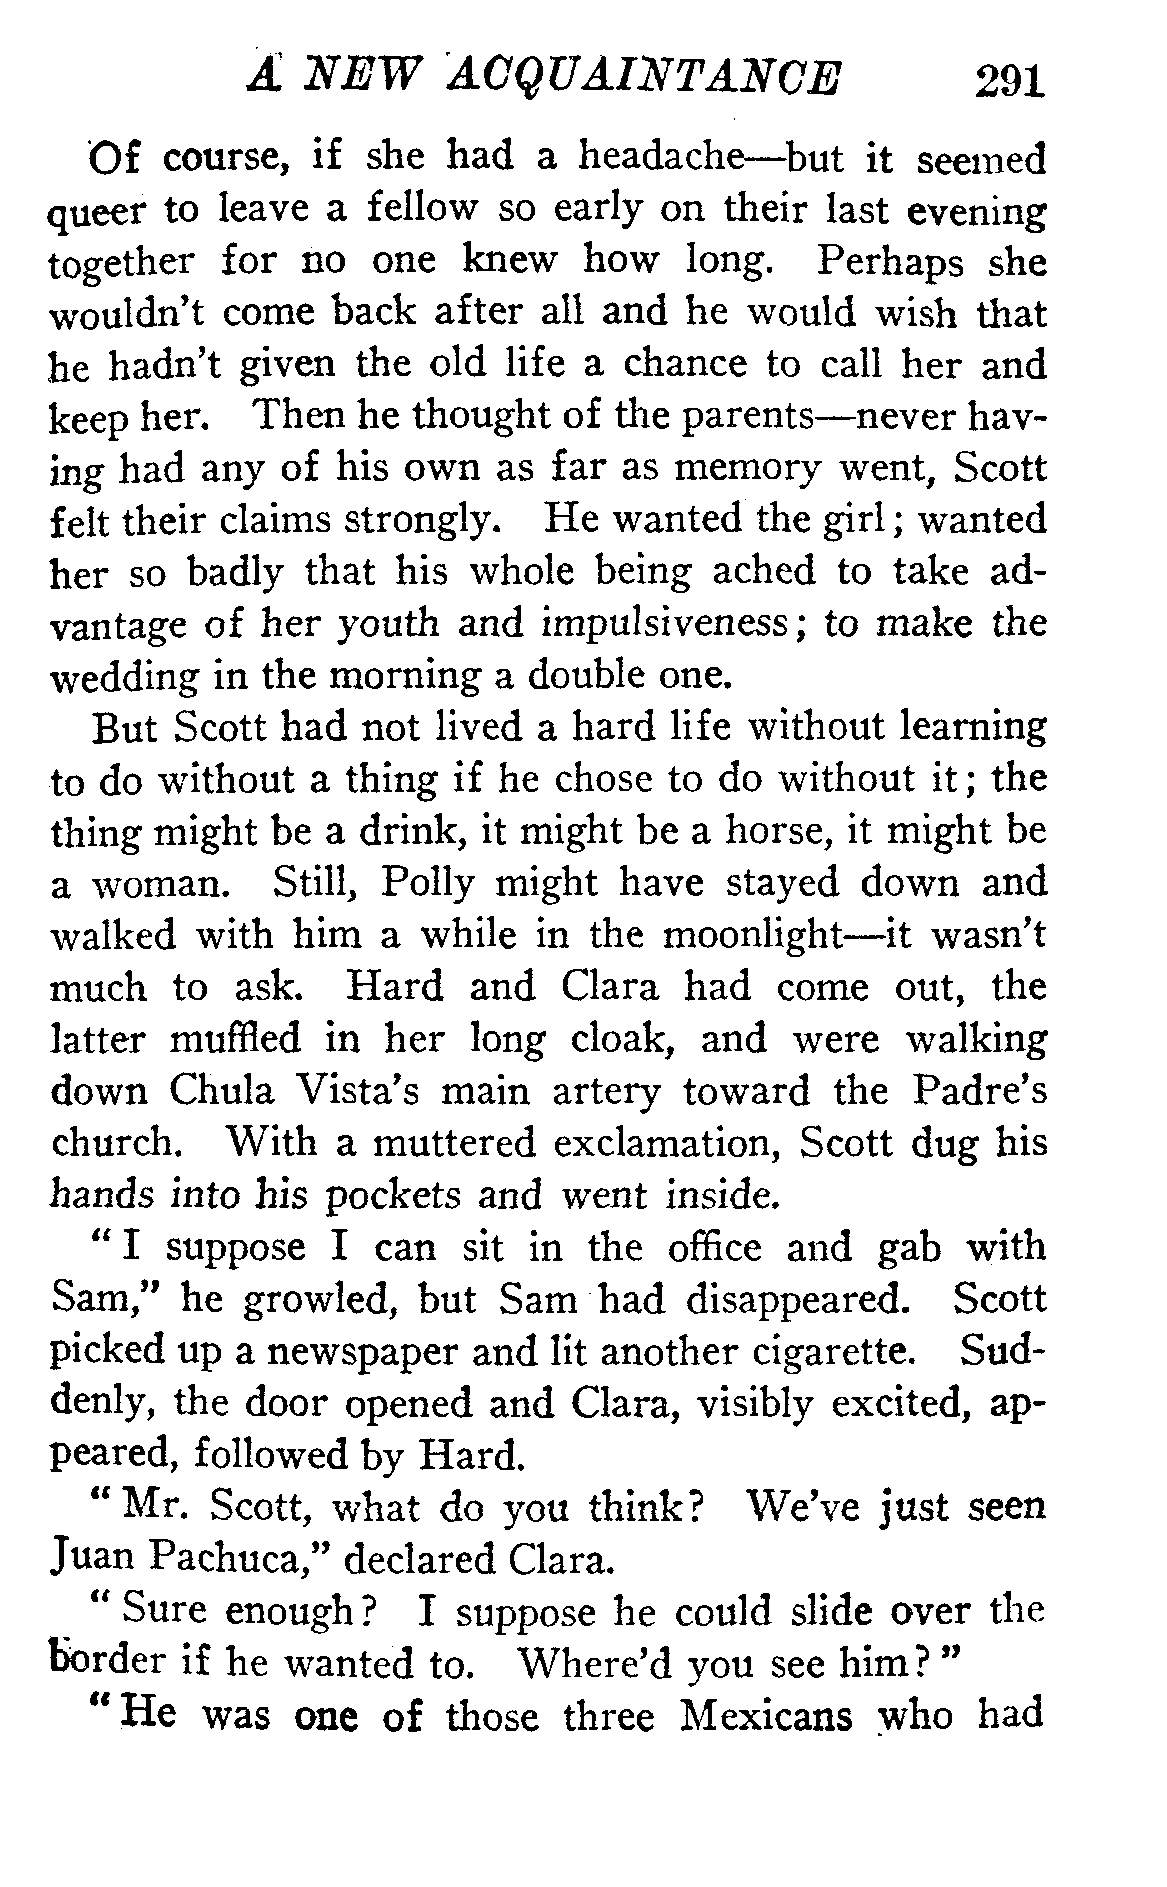 A NEW ACQUAINTANCE 291
Of course, if she had a headache—but it seemed
queer to leave a fellow so early on their last evening
together for no one knew how long. Perhaps she
wouldn't come back after all and he would wish that
he hadn't given the old life a chance to call her and
keep her. Then he thought of the parents—never hav-
ing had any of his own as far as memory went, Scott
felt their claims strongly. He wanted the girl; wanted
her so badly that his whole being ached to take ad-
vantage of her youth and impulsiveness; to make the
wedding in the morning a double one.
But Scott had not lived a hard life without learning
to do without a thing if he chose to do without it; the
thing might be a drink, it might be a horse, it might be
a woman. Still, Polly might have stayed down and
walked with him a while in the moonlight—it wasn't
much to ask. Hard and Clara had come out, the
latter muffled in her long cloak, and were walking
down Chula Vista's main artery toward the Padre's
church. With a muttered exclamation, Scott dug his
hands into his pockets and went inside.
"I suppose I can sit in the office and gab with
Sam," he growled, but Sam had disappeared. Scott
picked up a newspaper and lit another cigarette. Sud-
denly, the door opened and Clara, visibly excited, ap-
peared, followed by Hard.
"Mr. Scott, what do you think? We've just seen
Juan Pachuca," declared Clara.
"Sure enough? I suppose he could slide over the
border if he wanted to. Where'd you see him?"
"He was one of those three Mexicans who had